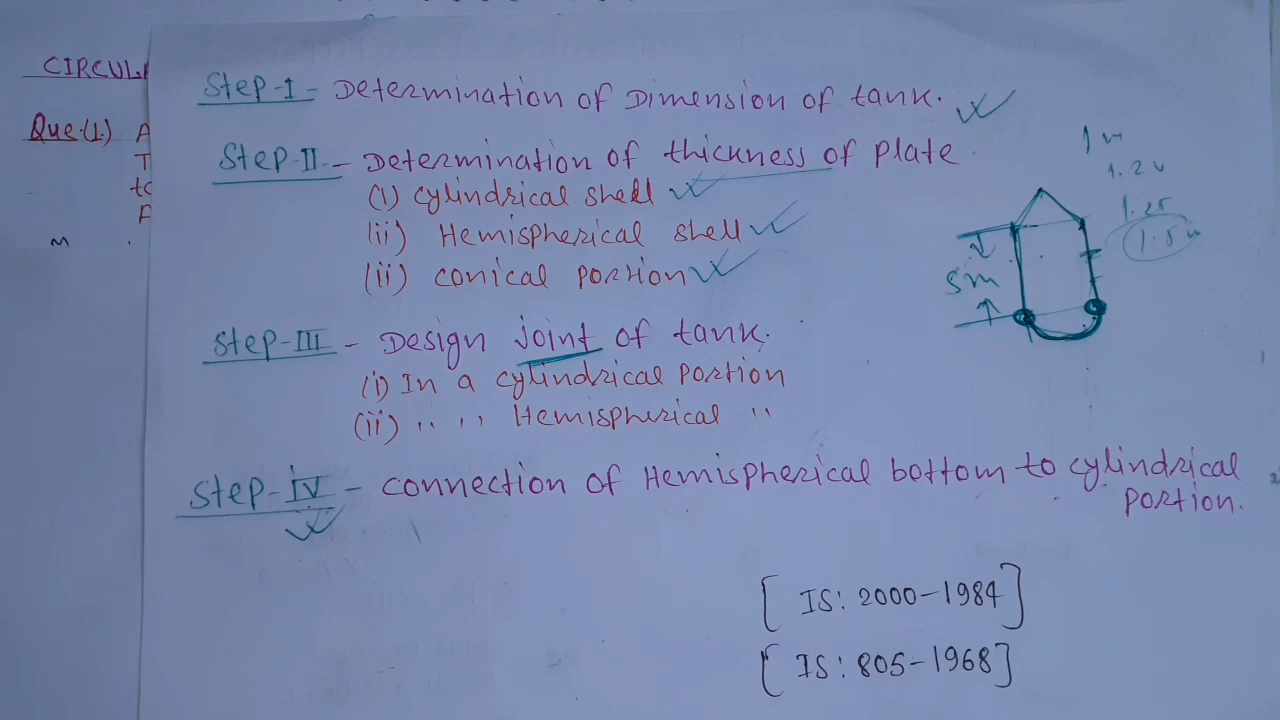 CIRCUL
Que.(1.) A
T
to
A
m
Step-I - Determination of Dimension of tank.
Step-II - Determination of thickness of plate
(i) cylindrical shell
(ii) Hemispherical shell
(ii) conical portion
Step-III - Design joint of tank.
(i) In a cylindrical portion
(ii) " " Hemispherical "
Step-IV - connection of Hemispherical bottom to cylindrical
portion.
[IS: 2000-1984]
[IS: 805-1968]
5m
1.2
1.25
1.5